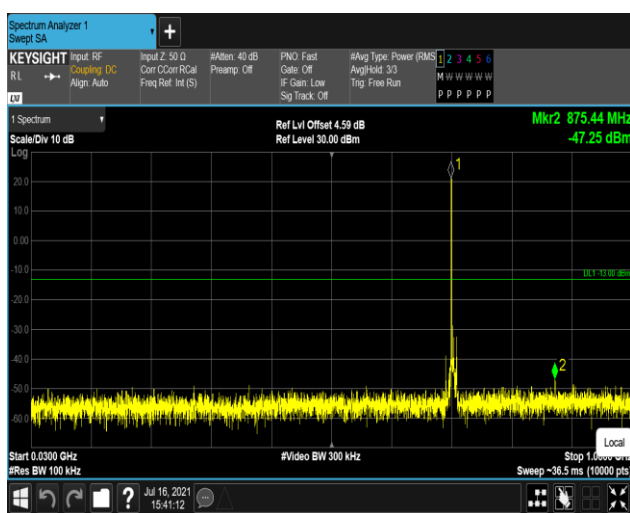 Spectrum Analyzer 1
Swept SA
+
KEYSIGHT
RL
Input: RF
Coupling: DC
Align: Auto
Input Z: 50 Ω
Corr CCorr RCal
Freq Ref: Int (S)
#Atten: 40 dB
Preamp: Off
PNO: Fast
Gate: Off
IF Gain: Low
Sig Track: Off
#Avg Type: Power (RMS
Avg|Hold: 3/3
Trig: Free Run
1 2 3 4 5 6
M W W W W W
P P P P P P
1 Spectrum
Scale/Div 10 dB
Log
Ref Lvl Offset 4.59 dB
Ref Level 30.00 dBm
Mkr2 875.44 MHz
-47.25 dBm
1
20.0
10.0
0.00
-10.0
DL1 -13.00 dBm
-20.0
-30.0
-40.0
2
-50.0
-60.0
Local
Start 0.0300 GHz
#Video BW 300 kHz
#Res BW 100 kHz
Sweep ~36.5 ms (10000 pts)
?
Jul 16, 2021
15:41:12